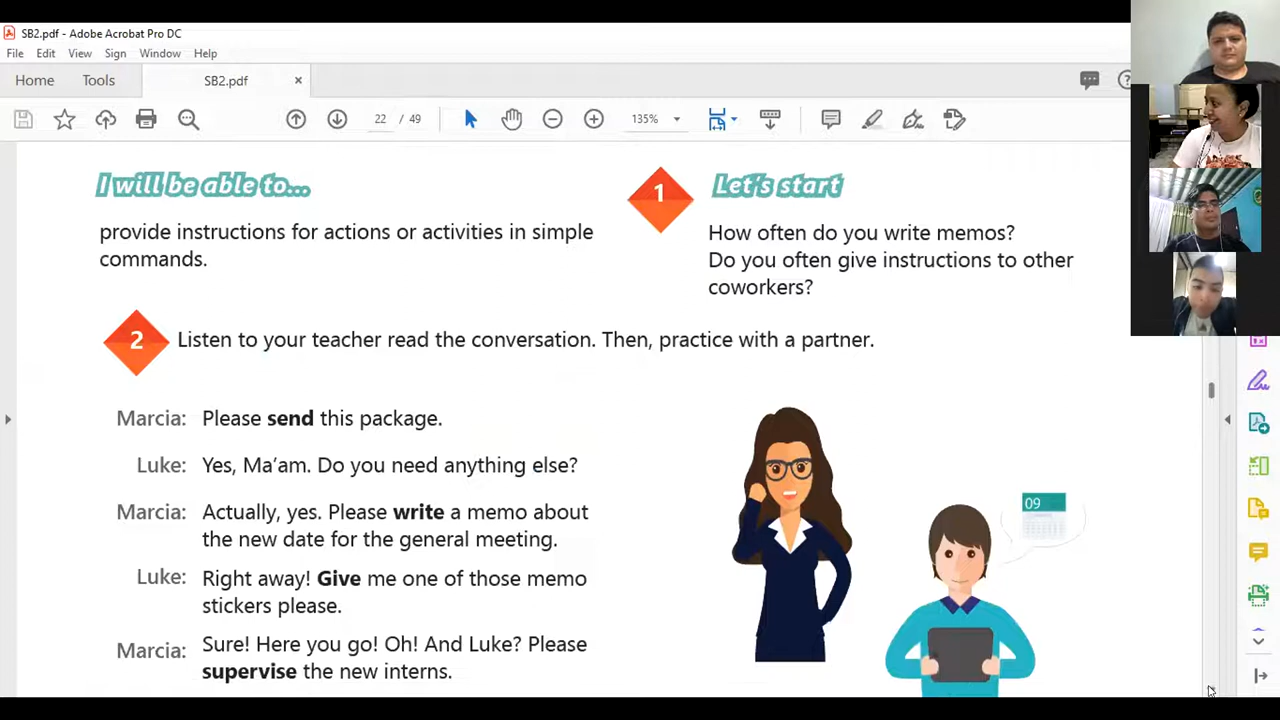 SB2.pdf - Adobe Acrobat Pro DC
File Edit View Sign Window Help
Home Tools SB2.pdf ×
22 / 49 135%
I will be able to...
provide instructions for actions or activities in simple
commands.
1 Let's start
How often do you write memos?
Do you often give instructions to other
coworkers?
2 Listen to your teacher read the conversation. Then, practice with a partner.
Marcia: Please send this package.
Luke: Yes, Ma'am. Do you need anything else?
Marcia: Actually, yes. Please write a memo about
the new date for the general meeting.
Luke: Right away! Give me one of those memo
stickers please.
Marcia: Sure! Here you go! Oh! And Luke? Please
supervise the new interns.
09